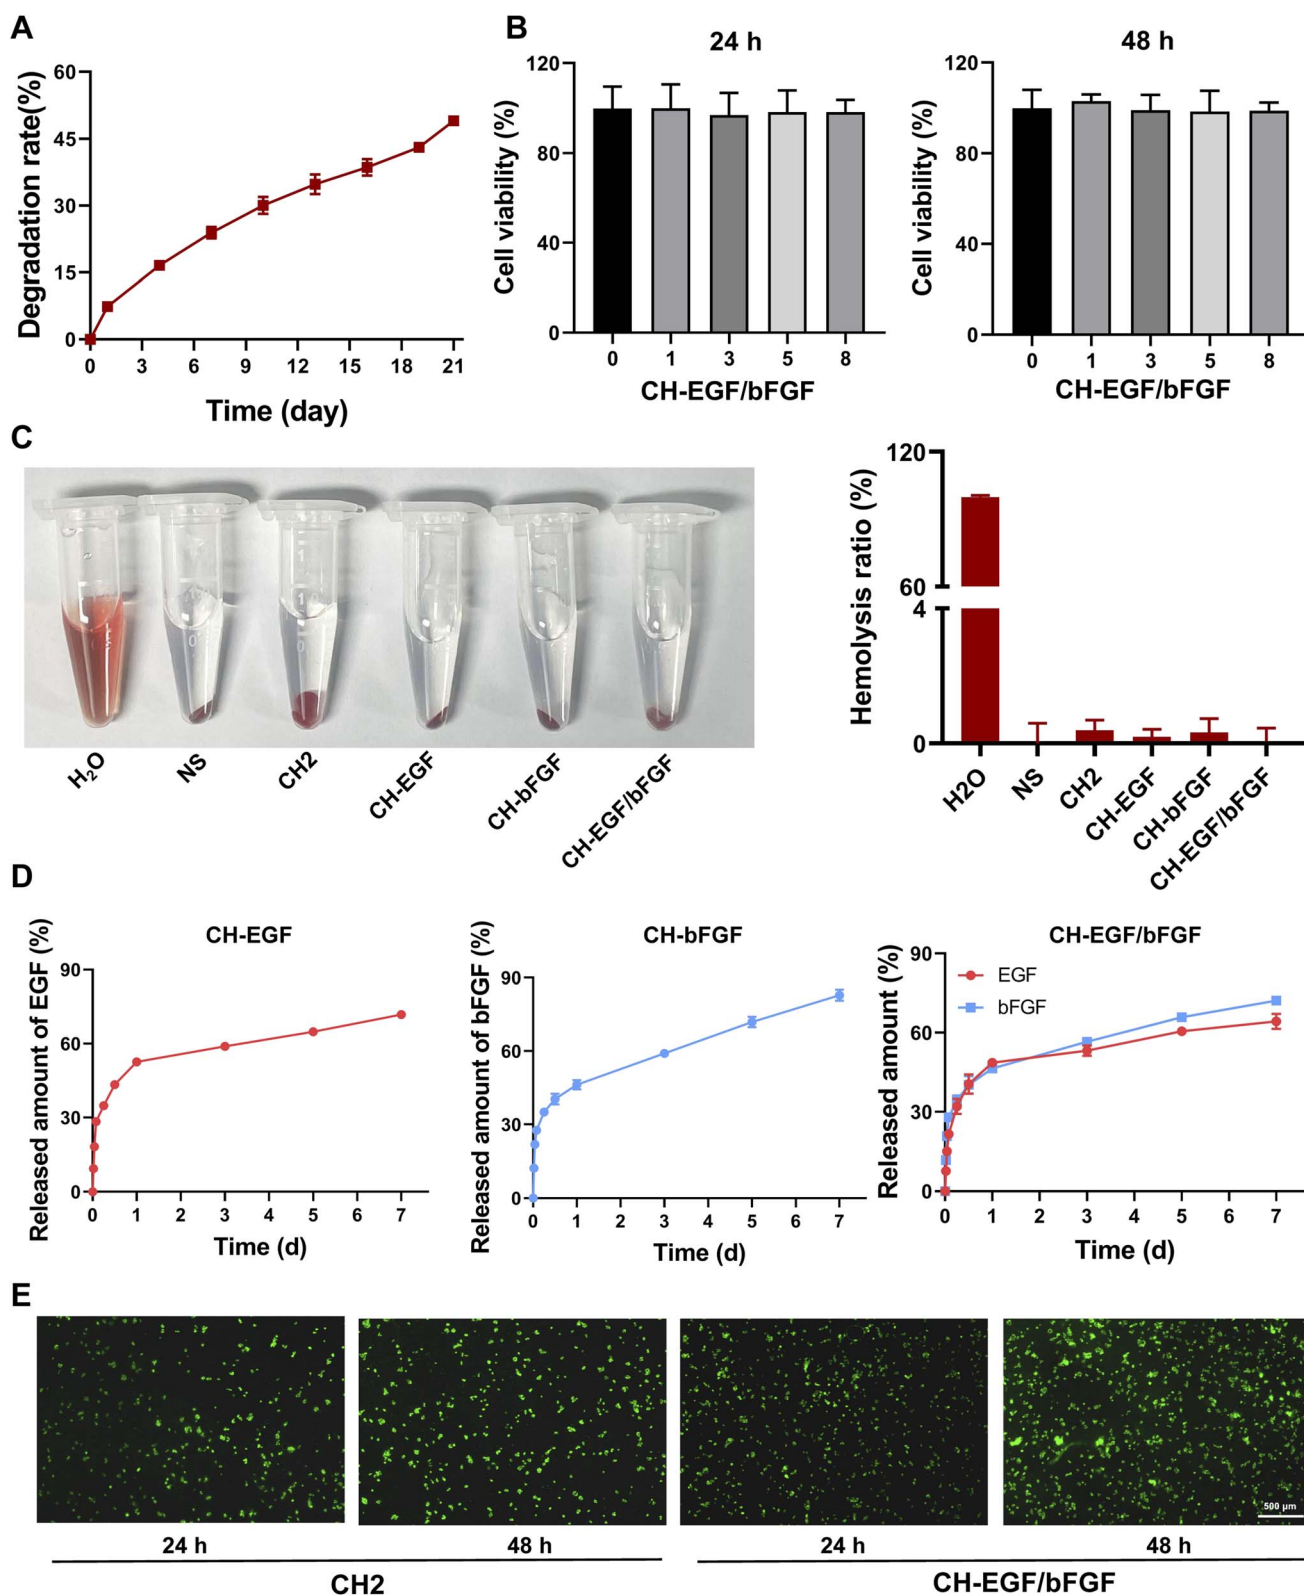 A
Degradation rate(%)
60
45
30
15
0
0 3 6 9 12 15 18 21
Time (day)
B
24 h
Cell viability (%)
120
80
40
0
0 1 3 5 8
CH-EGF/bFGF
48 h
Cell viability (%)
120
80
40
0
0 1 3 5 8
CH-EGF/bFGF
C
H2O
NS
CH2
CH-EGF
CH-bFGF
CH-EGF/bFGF
Hemolysis ratio (%)
120
60
4
0
H2O
NS
CH2
CH-EGF
CH-bFGF
CH-EGF/bFGF
D
CH-EGF
Released amount of EGF (%)
90
60
30
0
0 1 2 3 4 5 6 7
Time (d)
CH-bFGF
Released amount of bFGF (%)
90
60
30
0
0 1 2 3 4 5 6 7
Time (d)
CH-EGF/bFGF
Released amount (%)
90
60
30
0
EGF
bFGF
0 1 2 3 4 5 6 7
Time (d)
E
500 μm
24 h 48 h 24 h 48 h
CH2 CH-EGF/bFGF